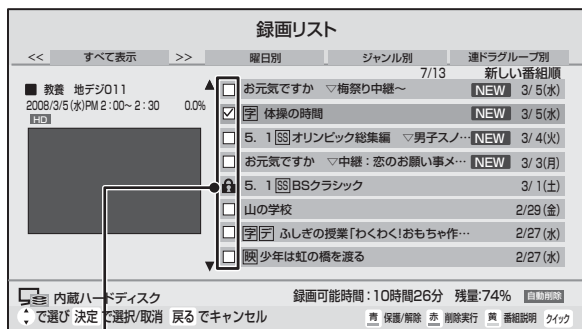 録画リスト
<< すべて表示 >> 曜日別 ジャンル別 連ドラグループ別
7/13 新しい番組順
■ 教養 地デジ011
2008/3/5(水)PM 2:00~ 2:30 0.0%
HD
お元気ですか ▽梅祭り中継~ NEW 3/ 5(水)
字 体操の時間 NEW 3/ 5(水)
5. 1 SS オリンピック総集編 ▽男子スノ… NEW 3/ 4(火)
お元気ですか ▽中継:恋のお願い事メ… NEW 3/ 3(月)
5. 1 SS BSクラシック 3/ 1(土)
山の学校 2/29(金)
字 デ ふしぎの授業「わくわく!おもちゃ作… 2/27(水)
映 少年は虹の橋を渡る 2/27(水)
内蔵ハードディスク 録画可能時間:10時間26分 残量:74% 自動削除
で選び 決定 で選択/取消 戻る でキャンセル 青 保護/解除 赤 削除実行 黄 番組説明 クイック